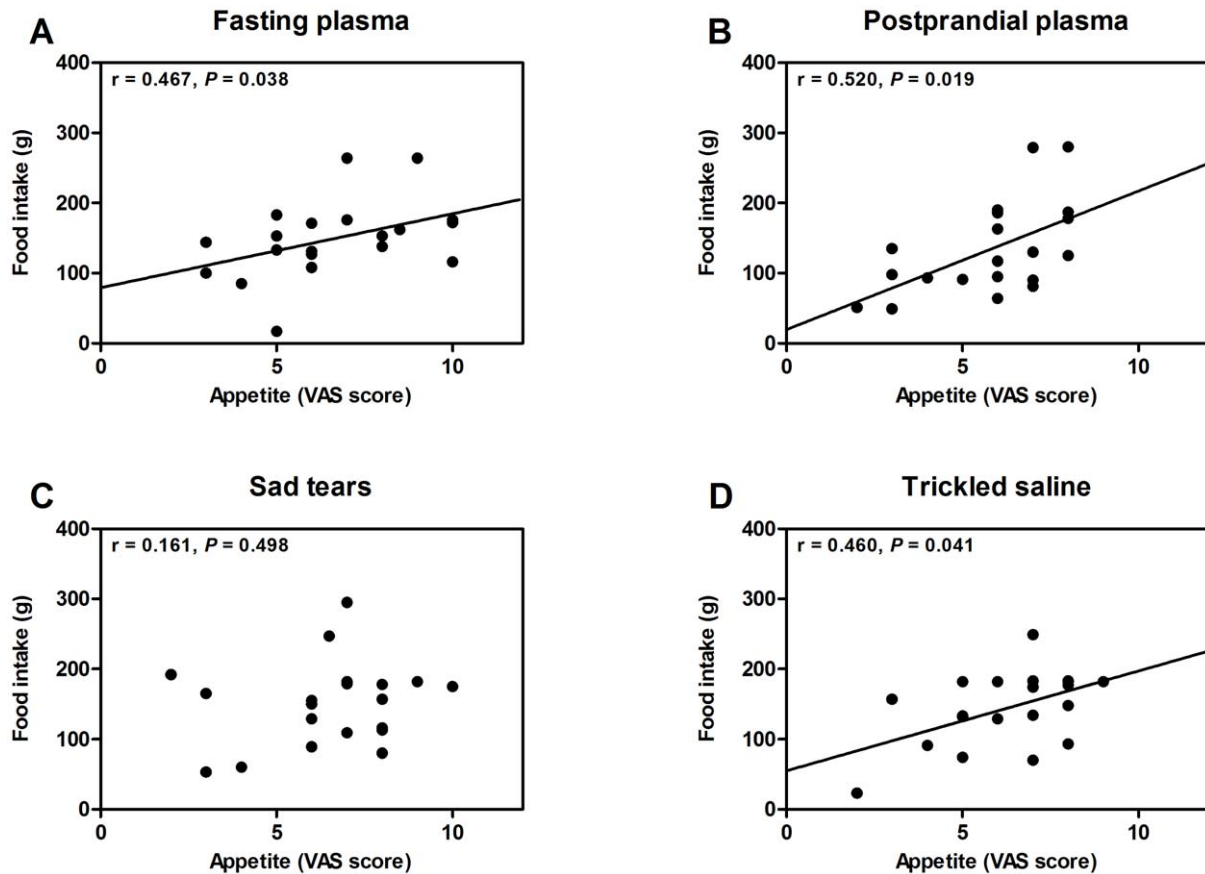 A
Fasting plasma
r = 0.467, P = 0.038
400
300
200
100
0
Food intake (g)
0 5 10
Appetite (VAS score)
B
Postprandial plasma
r = 0.520, P = 0.019
400
300
200
100
0
Food intake (g)
0 5 10
Appetite (VAS score)
C
Sad tears
r = 0.161, P = 0.498
400
300
200
100
0
Food intake (g)
0 5 10
Appetite (VAS score)
D
Trickled saline
r = 0.460, P = 0.041
400
300
200
100
0
Food intake (g)
0 5 10
Appetite (VAS score)